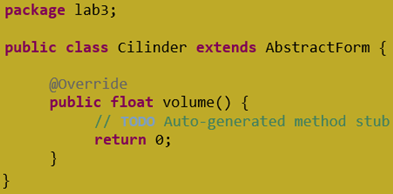 package lab3;
public class Cilinder extends AbstractForm {
@Override
public float volume() {
// TODO Auto-generated method stub
return 0;
}
}